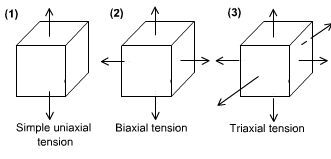 (1)
(2)
(3)
Simple uniaxial
tension
Biaxial tension
Triaxial tension